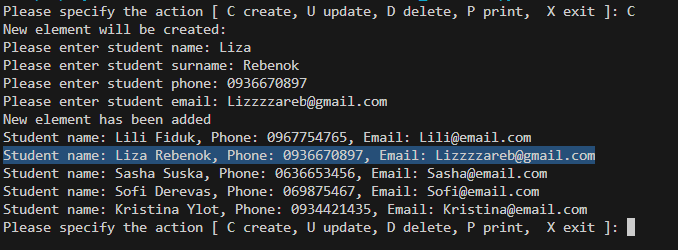 Please specify the action [ C create, U update, D delete, P print,  X exit ]: C
New element will be created:
Please enter student name: Liza
Please enter student surname: Rebenok
Please enter student phone: 0936670897
Please enter student email: Lizzzzareb@gmail.com
New element has been added
Student name: Lili Fiduk, Phone: 0967754765, Email: Lili@email.com
Student name: Liza Rebenok, Phone: 0936670897, Email: Lizzzzareb@gmail.com
Student name: Sasha Suska, Phone: 0636653456, Email: Sasha@email.com
Student name: Sofi Derevas, Phone: 069875467, Email: Sofi@email.com
Student name: Kristina Ylot, Phone: 0934421435, Email: Kristina@email.com
Please specify the action [ C create, U update, D delete, P print,  X exit ]: